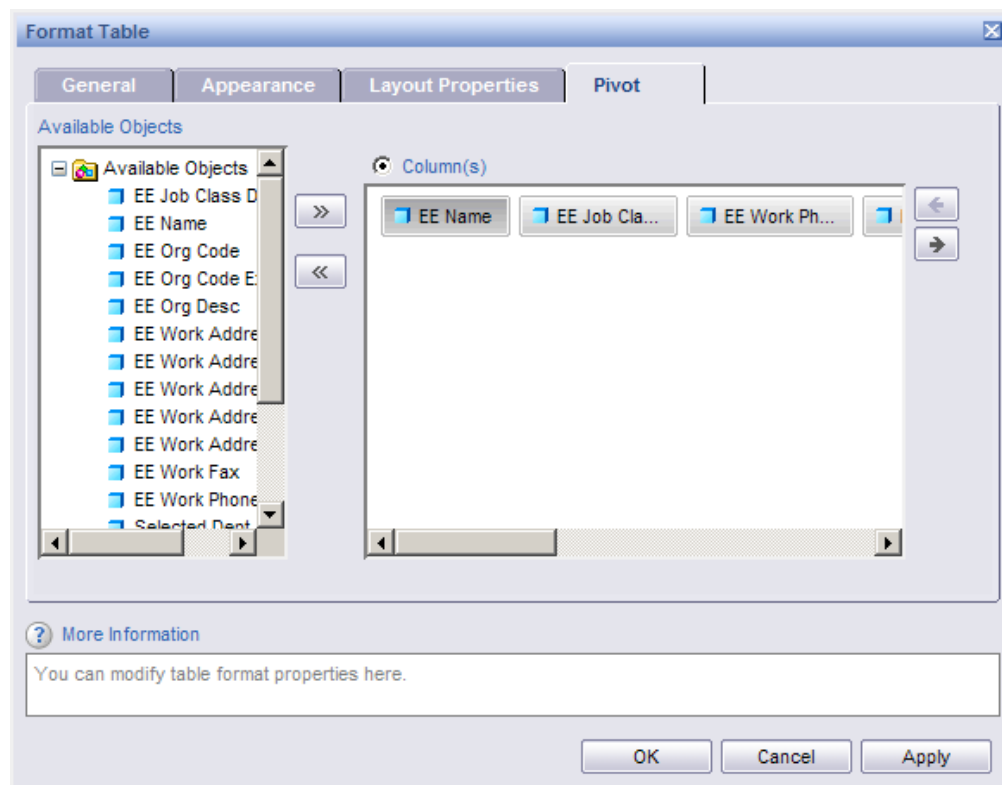 Format Table
General Appearance Layout Properties Pivot
Available Objects
Column(s)
Available Objects
EE Job Class D
EE Name
EE Org Code
EE Org Code E
EE Org Desc
EE Work Addre
EE Work Addre
EE Work Addre
EE Work Addre
EE Work Addre
EE Work Fax
EE Work Phone
Selected Dept
EE Name EE Job Cla... EE Work Ph...
More Information
You can modify table format properties here.
OK Cancel Apply